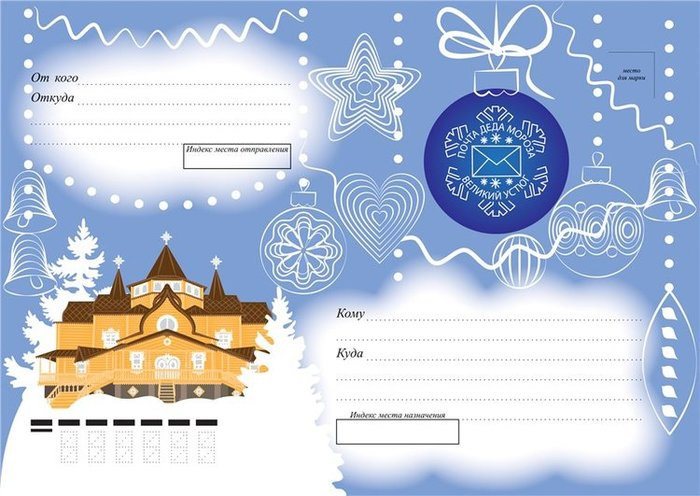 От кого
Откуда
Индекс места отправления
место
для марки
ПОЧТА ДЕДА МОРОЗА
ВЕЛИКИЙ УСТЮГ
Кому
Куда
Индекс места назначения